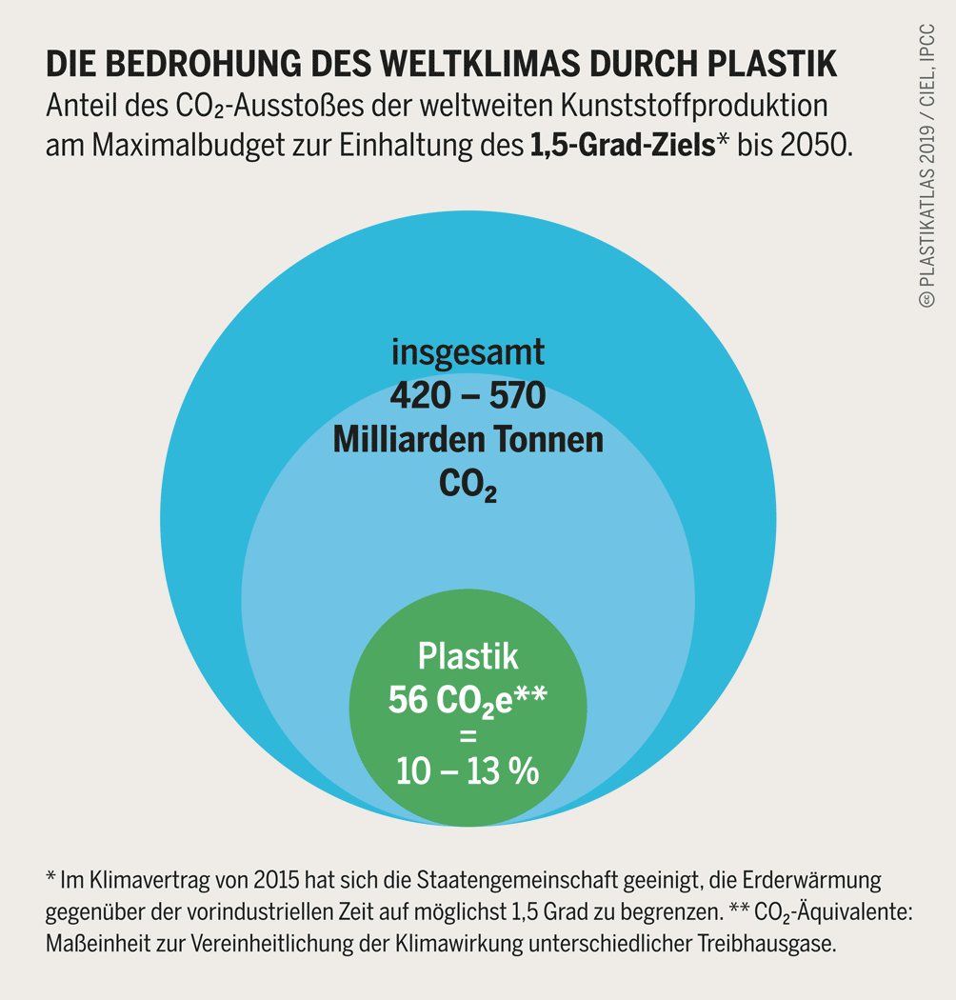 DIE BEDROHUNG DES WELTKLIMAS DURCH PLASTIK
Anteil des CO₂-Ausstoßes der weltweiten Kunststoffproduktion
am Maximalbudget zur Einhaltung des 1,5-Grad-Ziels* bis 2050.
insgesamt
420 – 570
Milliarden Tonnen
CO₂
Plastik
56 CO₂e**
=
10 – 13 %
* Im Klimavertrag von 2015 hat sich die Staatengemeinschaft geeinigt, die Erderwärmung
gegenüber der vorindustriellen Zeit auf möglichst 1,5 Grad zu begrenzen. ** CO₂-Äquivalente:
Maßeinheit zur Vereinheitlichung der Klimawirkung unterschiedlicher Treibhausgase.
🄯 PLASTIKATLAS 2019 / CIEL, IPCC